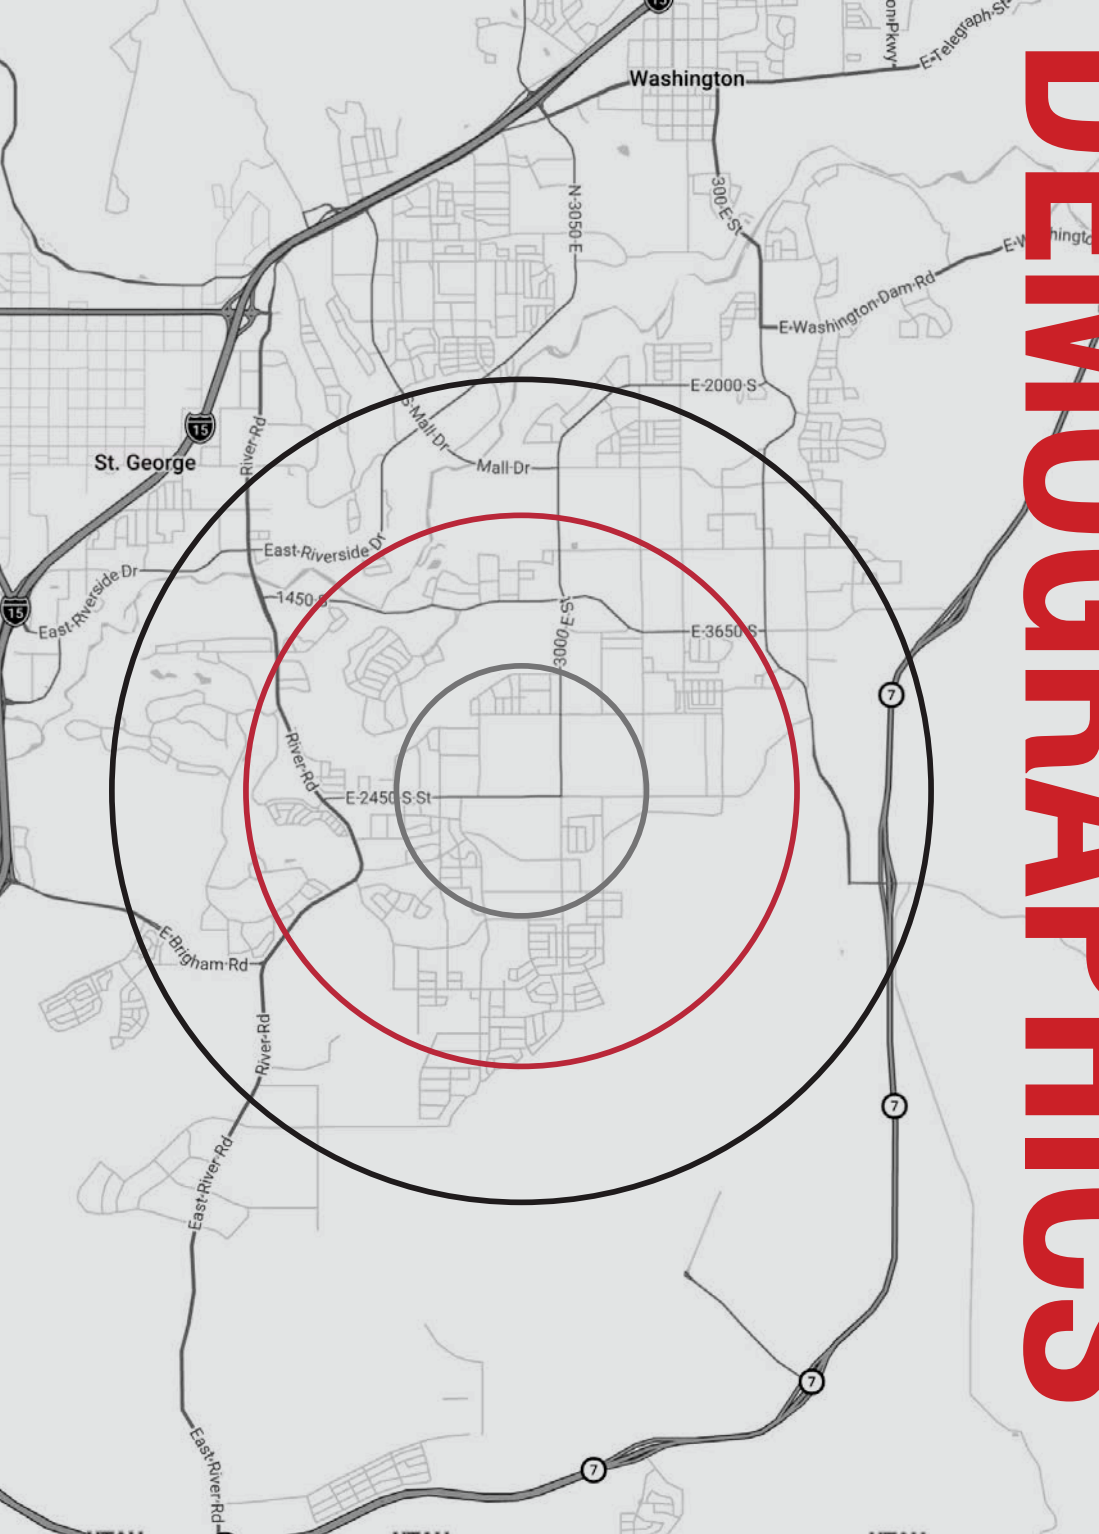 15
Washington
E-Telegraph-St
300-E-St
N-3050-E
E-Washington-Dam-Rd
E-2000-S
15
River-Rd
St. George
S-Mall-Dr
Mall-Dr
East-Riverside-Dr
East-Riverside-Dr
15
1450-S
3000-E-St
E-3650-S
7
River-Rd
E-2450-S-St
E-Brigham-Rd
River-Rd
7
East-River-Rd
7
East-River-Rd
7
DEMOGRAPHICS